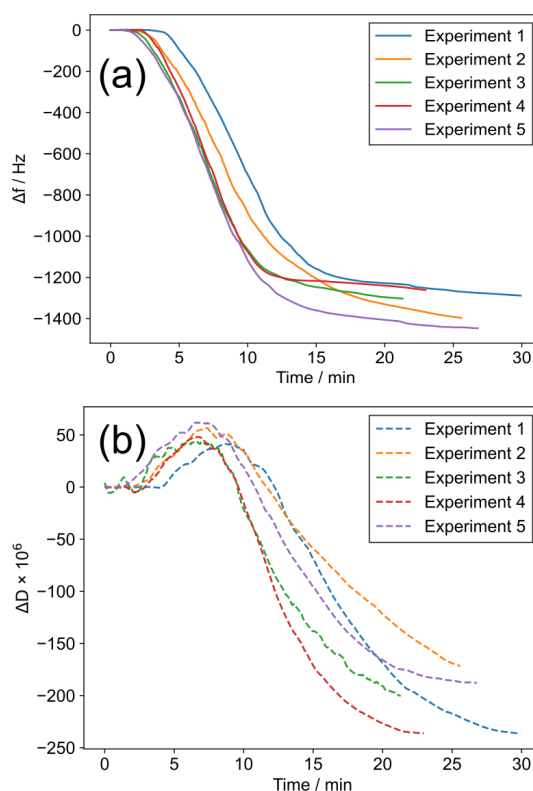 (a)
0
−200
−400
−600
−800
−1000
−1200
−1400
Δf / Hz
Experiment 1
Experiment 2
Experiment 3
Experiment 4
Experiment 5
0 5 10 15 20 25 30
Time / min
(b)
50
0
−50
−100
−150
−200
−250
ΔD × 10⁶
Experiment 1
Experiment 2
Experiment 3
Experiment 4
Experiment 5
0 5 10 15 20 25 30
Time / min